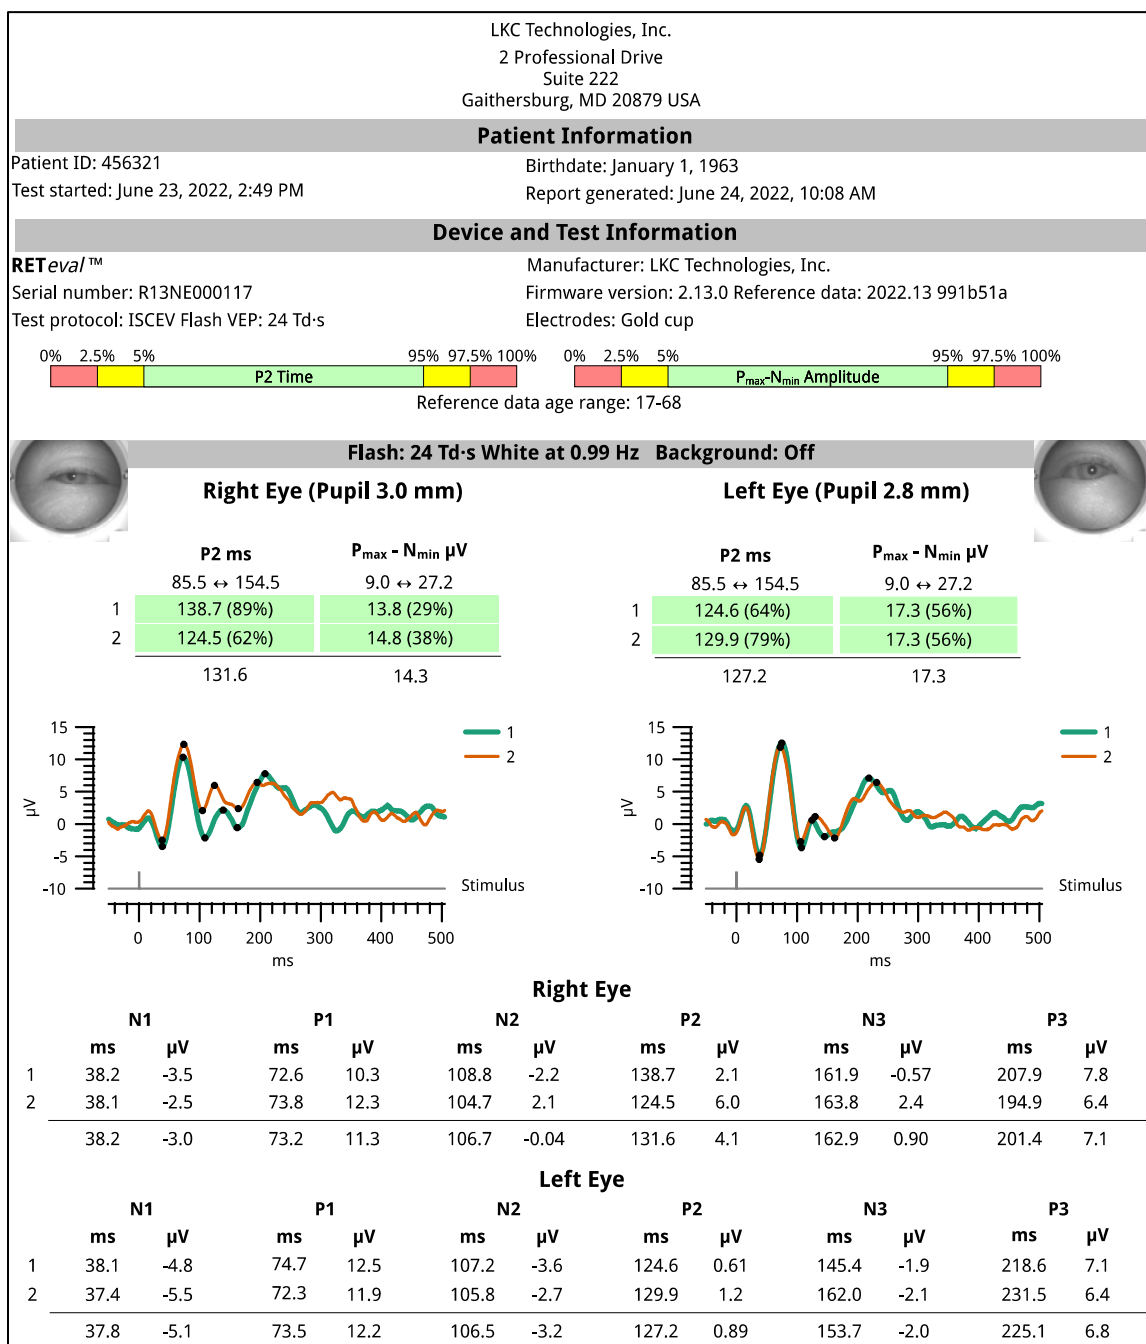 LKC Technologies, Inc.
2 Professional Drive
Suite 222
Gaithersburg, MD 20879 USA
Patient Information
Patient ID: 456321 Birthdate: January 1, 1963
Test started: June 23, 2022, 2:49 PM Report generated: June 24, 2022, 10:08 AM
Device and Test Information
RETeval ™ Manufacturer: LKC Technologies, Inc.
Serial number: R13NE000117 Firmware version: 2.13.0 Reference data: 2022.13 991b51a
Test protocol: ISCEV Flash VEP: 24 Td·s Electrodes: Gold cup
0% 2.5% 5% 95% 97.5% 100% 0% 2.5% 5% 95% 97.5% 100%
P2 Time Pmax-Nmin Amplitude
Reference data age range: 17-68
Flash: 24 Td·s White at 0.99 Hz Background: Off
Right Eye (Pupil 3.0 mm) Left Eye (Pupil 2.8 mm)
P2 ms Pmax - Nmin µV P2 ms Pmax - Nmin µV
85.5 ↔ 154.5 9.0 ↔ 27.2 85.5 ↔ 154.5 9.0 ↔ 27.2
1 138.7 (89%) 13.8 (29%) 1 124.6 (64%) 17.3 (56%)
2 124.5 (62%) 14.8 (38%) 2 129.9 (79%) 17.3 (56%)
131.6 14.3 127.2 17.3
15 1 15 1
10 2 10 2
5 5
µV µV
0 0
-5 -5
-10 Stimulus -10 Stimulus
0 100 200 300 400 500 0 100 200 300 400 500
ms ms
Right Eye
N1 P1 N2 P2 N3 P3
ms µV ms µV ms µV ms µV ms µV ms µV
1 38.2 -3.5 72.6 10.3 108.8 -2.2 138.7 2.1 161.9 -0.57 207.9 7.8
2 38.1 -2.5 73.8 12.3 104.7 2.1 124.5 6.0 163.8 2.4 194.9 6.4
38.2 -3.0 73.2 11.3 106.7 -0.04 131.6 4.1 162.9 0.90 201.4 7.1
Left Eye
N1 P1 N2 P2 N3 P3
ms µV ms µV ms µV ms µV ms µV ms µV
1 38.1 -4.8 74.7 12.5 107.2 -3.6 124.6 0.61 145.4 -1.9 218.6 7.1
2 37.4 -5.5 72.3 11.9 105.8 -2.7 129.9 1.2 162.0 -2.1 231.5 6.4
37.8 -5.1 73.5 12.2 106.5 -3.2 127.2 0.89 153.7 -2.0 225.1 6.8